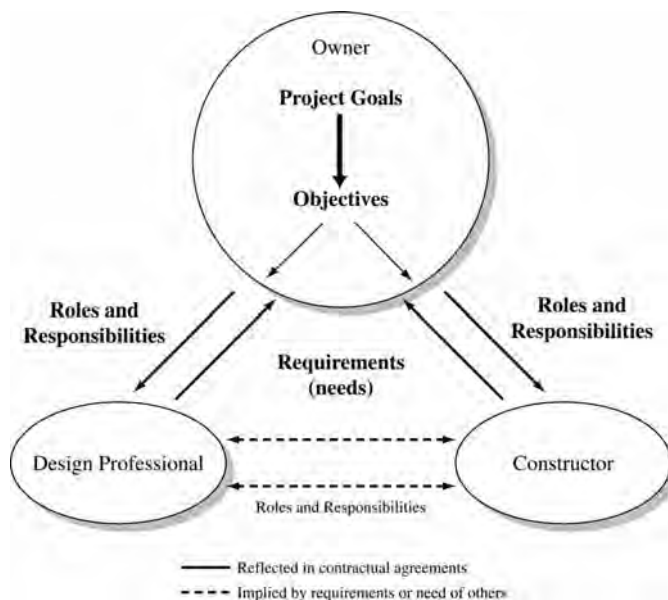 Owner
Project Goals
Objectives
Roles and
Responsibilities
Roles and
Responsibilities
Requirements
(needs)
Design Professional
Constructor
Roles and Responsibilities
Reflected in contractual agreements
Implied by requirements or need of others